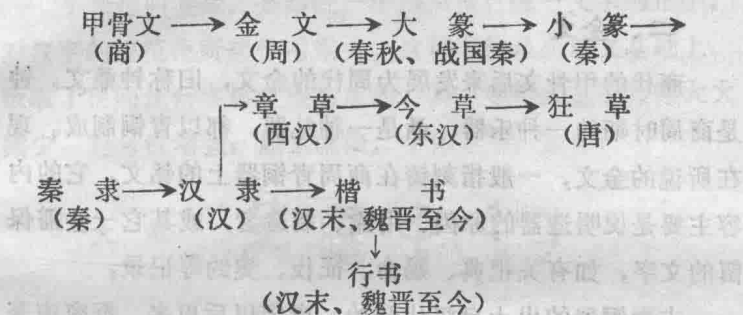 甲骨文→金文→大篆→小篆→
(商) (周) (春秋、战国秦) (秦)
→章草→今草→狂草
(西汉) (东汉) (唐)
秦隶→汉隶→楷书
(秦) (汉) (汉末、魏晋至今)
↓
行书
(汉末、魏晋至今)